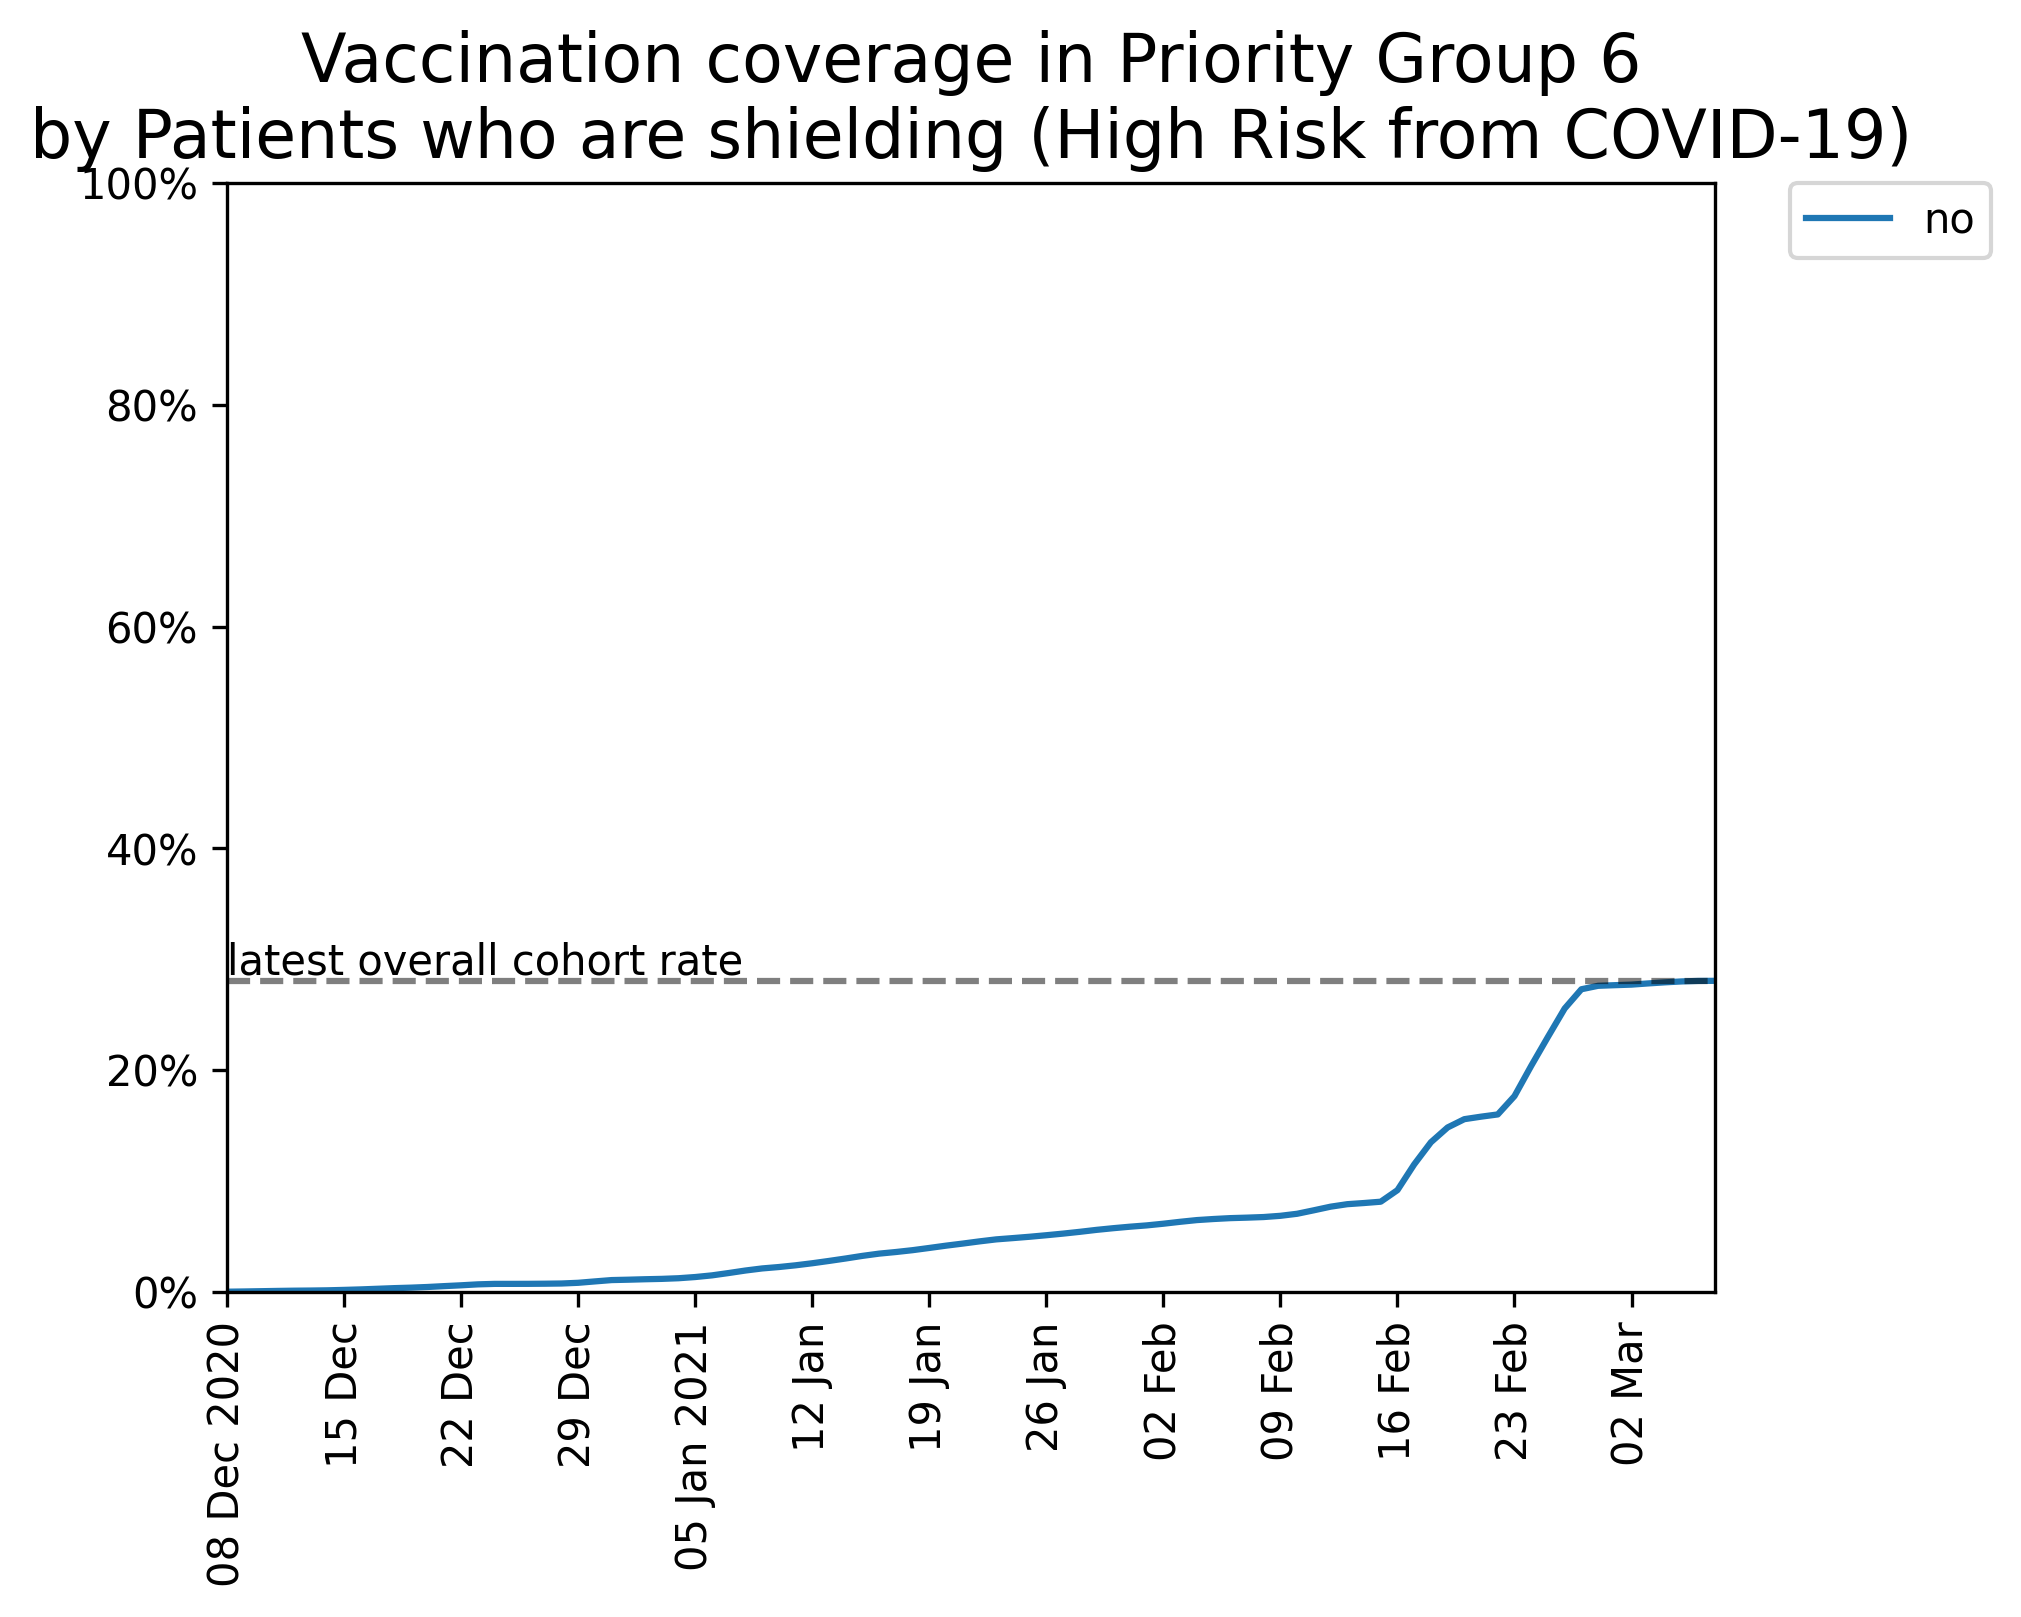 Vaccination coverage in Priority Group 6
by Patients who are shielding (High Risk from COVID-19)
100%
80%
60%
40%
20%
0%
no
latest overall cohort rate
08 Dec 2020
15 Dec
22 Dec
29 Dec
05 Jan 2021
12 Jan
19 Jan
26 Jan
02 Feb
09 Feb
16 Feb
23 Feb
02 Mar